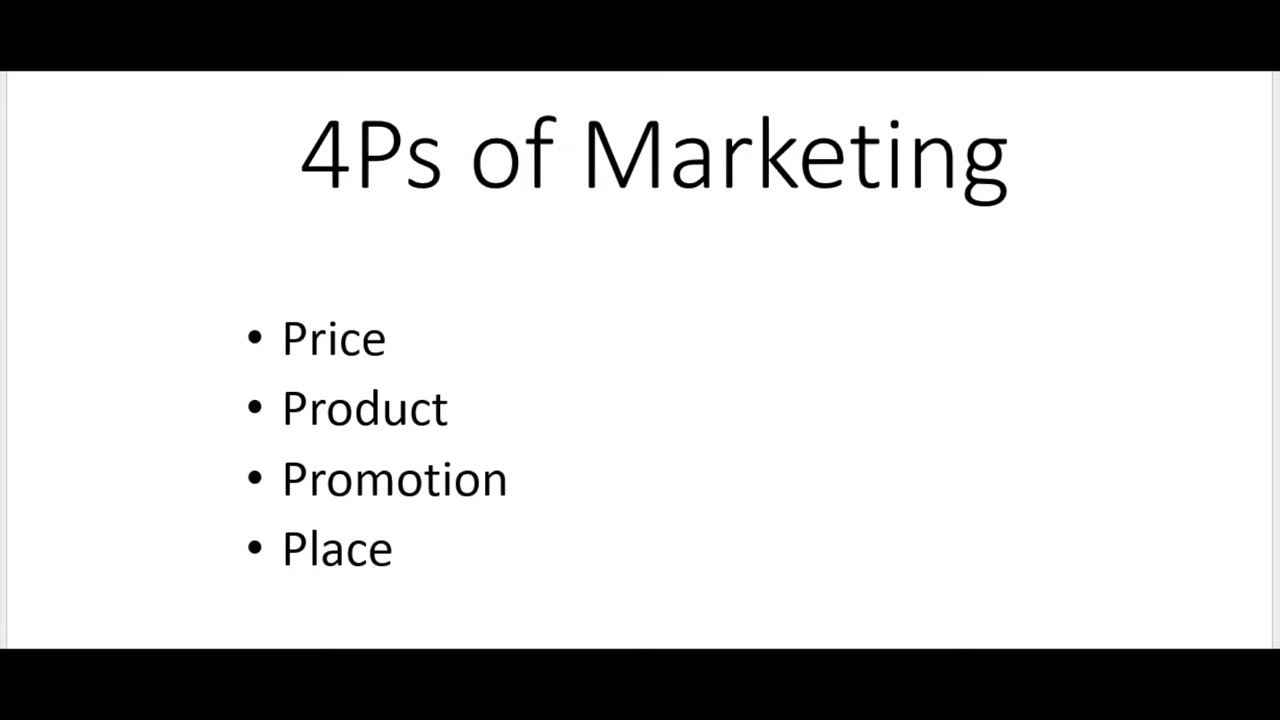 4Ps of Marketing
• Price
• Product
• Promotion
• Place